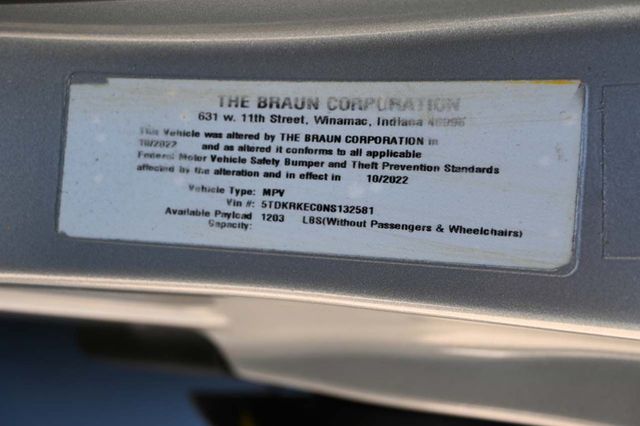 THE BRAUN CORPORATION
631 w. 11th Street, Winamac, Indiana 46996
This Vehicle was altered by THE BRAUN CORPORATION in
10/2022 and as altered it conforms to all applicable
Federal Motor Vehicle Safety Bumper and Theft Prevention Standards
affected by the alteration and in effect in 10/2022
Vehicle Type: MPV
Vin #: 5TDKRKEC0NS132581
Available Payload 1203 LBS(Without Passengers & Wheelchairs)
Capacity: